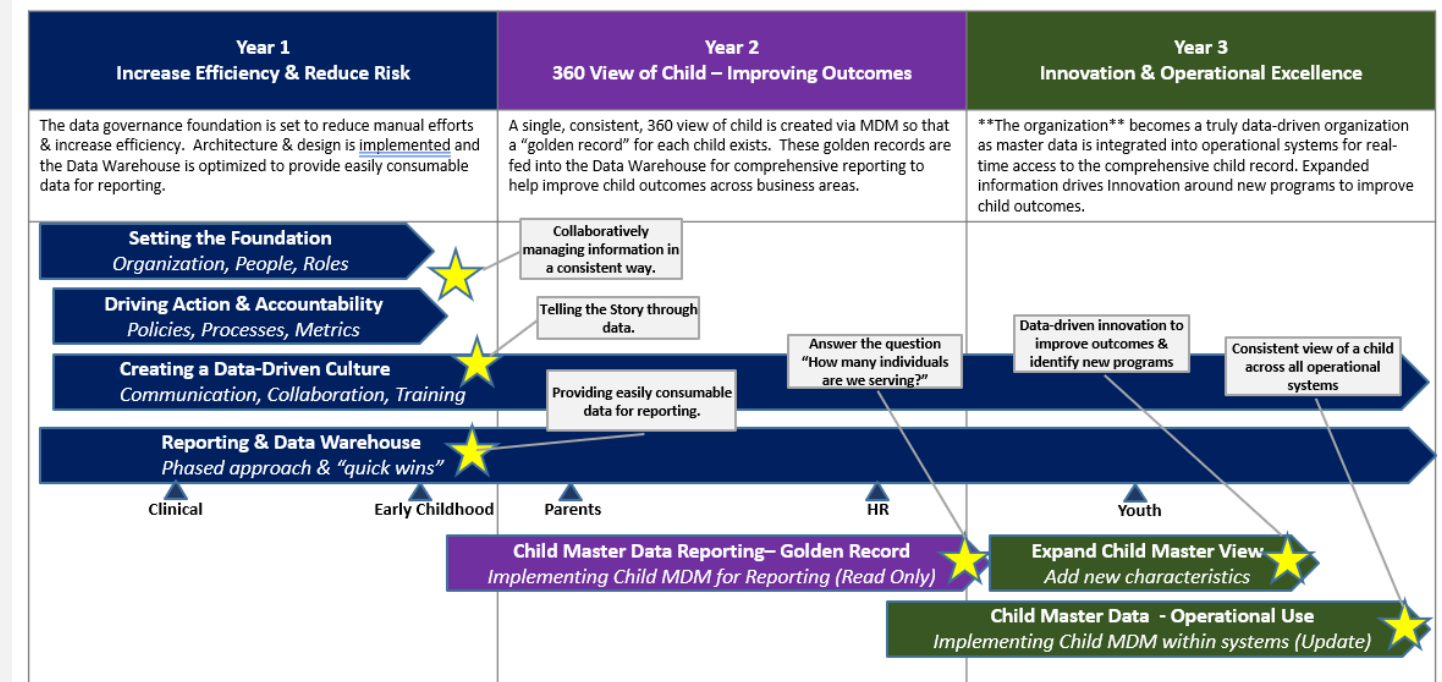 Year 1
Increase Efficiency & Reduce Risk
Year 2
360 View of Child – Improving Outcomes
Year 3
Innovation & Operational Excellence
The data governance foundation is set to reduce manual efforts
& increase efficiency.  Architecture & design is implemented and
the Data Warehouse is optimized to provide easily consumable
data for reporting.
A single, consistent, 360 view of child is created via MDM so that
a “golden record” for each child exists.  These golden records are
fed into the Data Warehouse for comprehensive reporting to
help improve child outcomes across business areas.
**The organization** becomes a truly data-driven organization
as master data is integrated into operational systems for real-
time access to the comprehensive child record. Expanded
information drives Innovation around new programs to improve
child outcomes.
Setting the Foundation
Organization, People, Roles
Collaboratively
managing information in
a consistent way.
Driving Action & Accountability
Policies, Processes, Metrics
Telling the Story through
data.
Creating a Data-Driven Culture
Communication, Collaboration, Training
Answer the question
“How many individuals
are we serving?”
Data-driven innovation to
improve outcomes &
identify new programs
Consistent view of a child
across all operational
systems
Providing easily consumable
data for reporting.
Reporting & Data Warehouse
Phased approach & “quick wins”
Clinical
Early Childhood
Parents
HR
Youth
Child Master Data Reporting– Golden Record
Implementing Child MDM for Reporting (Read Only)
Expand Child Master View
Add new characteristics
Child Master Data  - Operational Use
Implementing Child MDM within systems (Update)